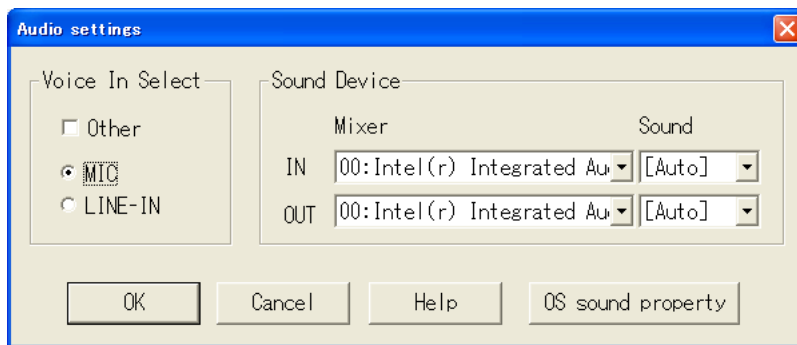 Audio settings
Voice In Select
Other
MIC
LINE-IN
Sound Device
Mixer Sound
IN 00:Intel(r) Integrated Au [Auto]
OUT 00:Intel(r) Integrated Au [Auto]
OK Cancel Help OS sound property